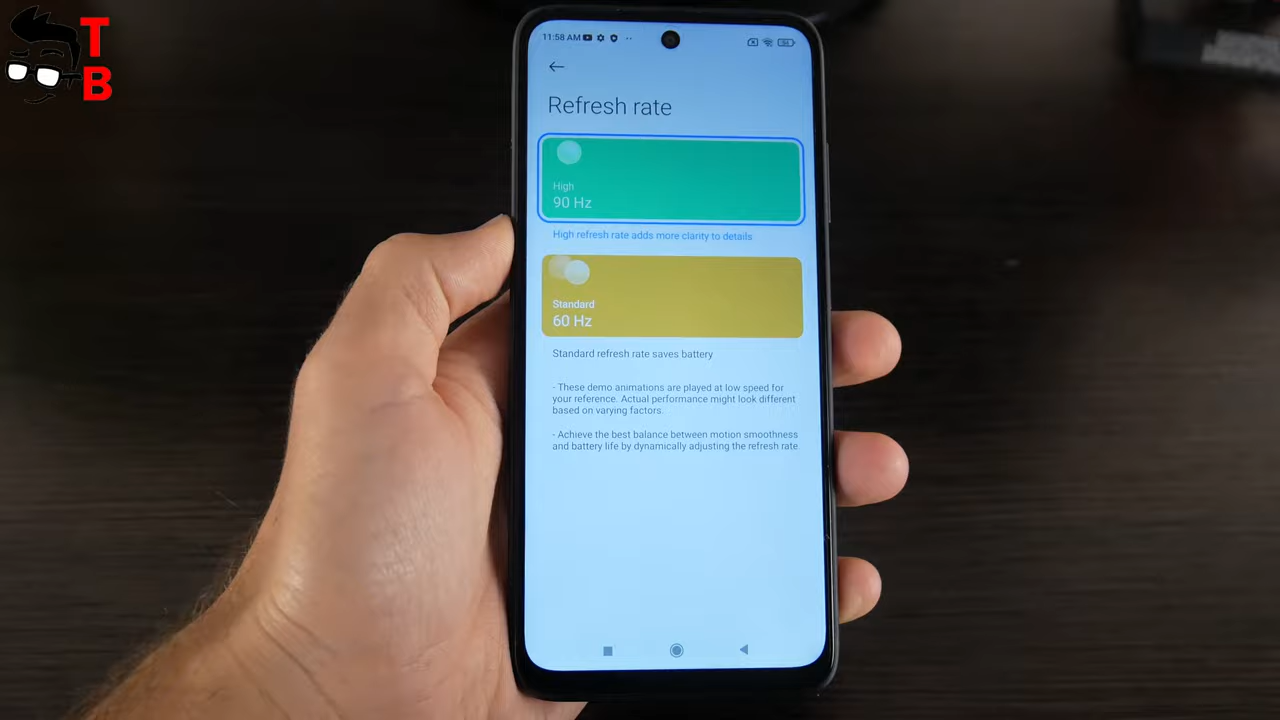 T
B
11:58 AM
Refresh rate
High
90 Hz
High refresh rate adds more clarity to details
Standard
60 Hz
Standard refresh rate saves battery
- These demo animations are played at low speed for
your reference. Actual performance might look different
based on varying factors.
- Achieve the best balance between motion smoothness
and battery life by dynamically adjusting the refresh rate